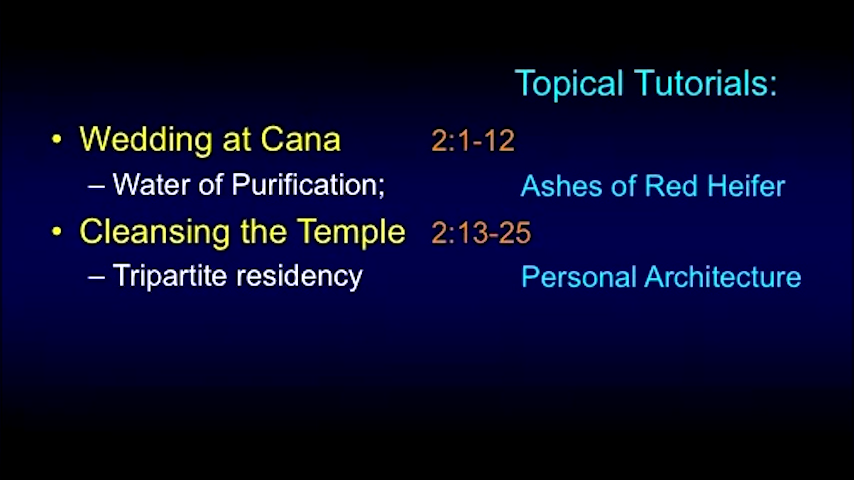 Topical Tutorials:
• Wedding at Cana 2:1-12
– Water of Purification; Ashes of Red Heifer
• Cleansing the Temple 2:13-25
– Tripartite residency Personal Architecture